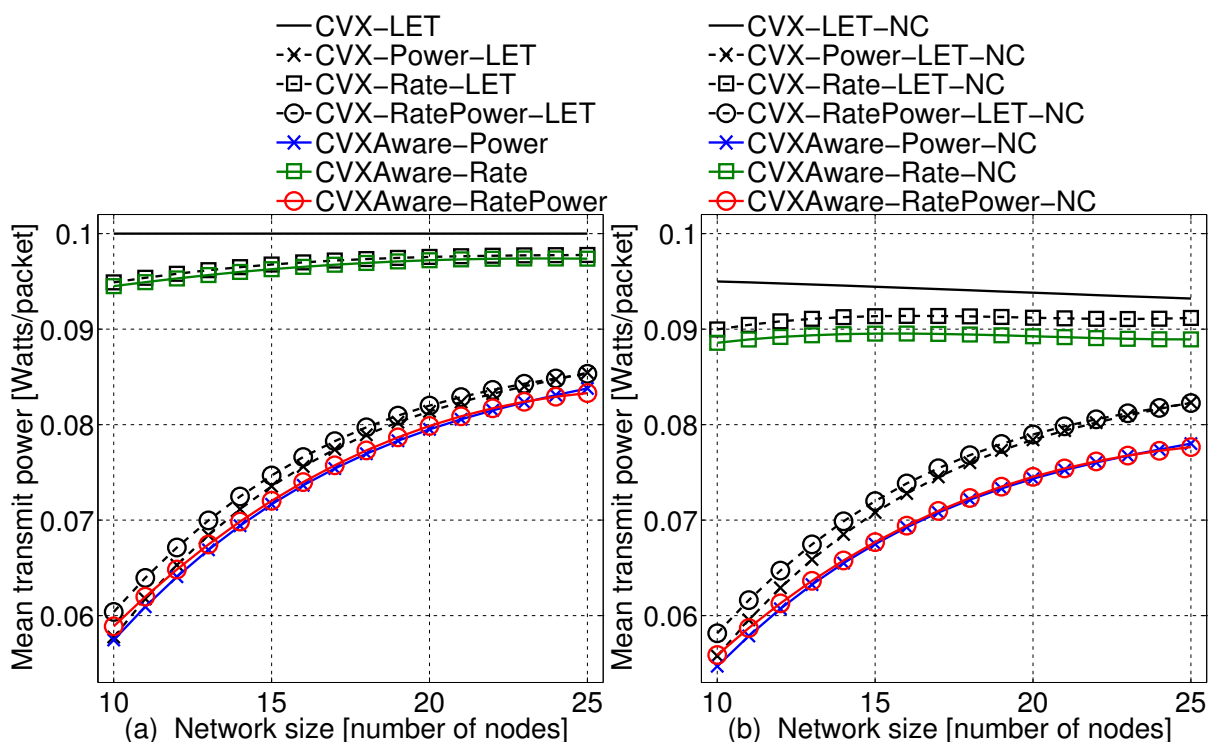 CVX-LET
CVX-Power-LET
CVX-Rate-LET
CVX-RatePower-LET
CVXAware-Power
CVXAware-Rate
CVXAware-RatePower
Mean transmit power [Watts/packet]
0.1
0.09
0.08
0.07
0.06
10 15 20 25
(a) Network size [number of nodes]
CVX-LET-NC
CVX-Power-LET-NC
CVX-Rate-LET-NC
CVX-RatePower-LET-NC
CVXAware-Power-NC
CVXAware-Rate-NC
CVXAware-RatePower-NC
Mean transmit power [Watts/packet]
0.1
0.09
0.08
0.07
0.06
10 15 20 25
(b) Network size [number of nodes]